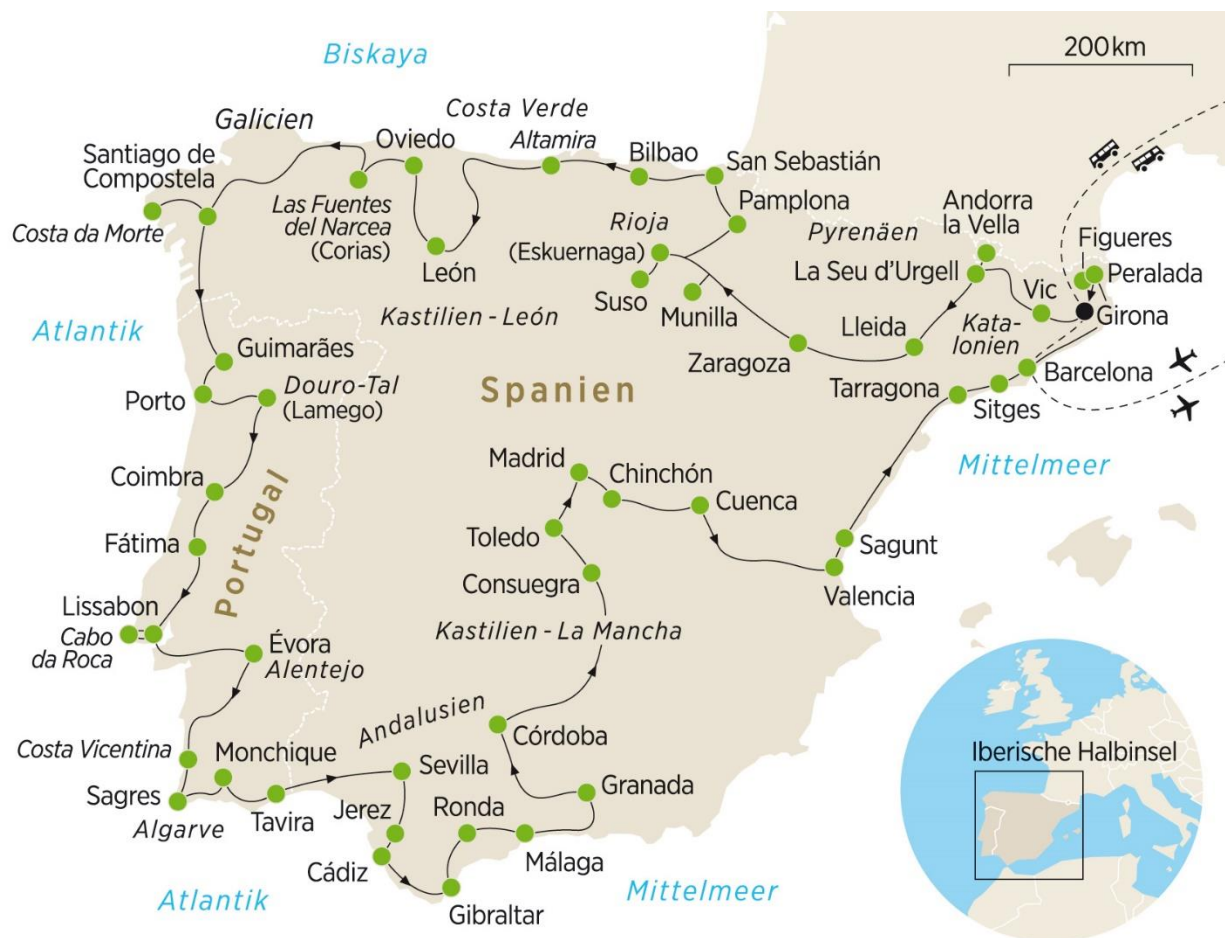 Biskaya
200 km
Costa Verde
Galicien
Oviedo
Altamira
Bilbao
San Sebastián
Santiago de
Compostela
Las Fuentes
del Narcea
(Corias)
Rioja
(Eskuernaga)
Pamplona
Pyrenäen
Andorra
la Vella
Figueres
Peralada
Costa da Morte
León
Suso
Munilla
La Seu d’Urgell
Vic
Girona
Atlantik
Kastilien - León
Zaragoza
Lleida
Kata-
lonien
Guimarães
Douro-Tal
(Lamego)
Porto
Spanien
Tarragona
Sitges
Barcelona
Mittelmeer
Coimbra
Madrid
Chinchón
Cuenca
Fátima
Portugal
Toledo
Consuegra
Sagunt
Valencia
Lissabon
Cabo
da Roca
Évora
Alentejo
Kastilien - La Mancha
Costa Vicentina
Monchique
Andalusien
Córdoba
Sagres
Algarve
Tavira
Sevilla
Jerez
Ronda
Granada
Cádiz
Málaga
Gibraltar
Atlantik
Mittelmeer
Iberische Halbinsel